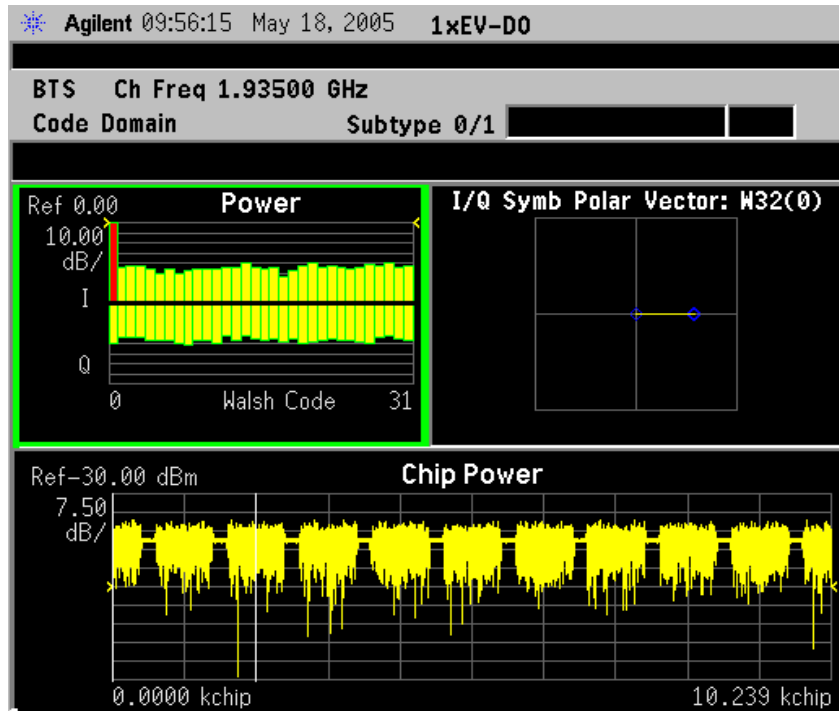 Agilent 09:56:15 May 18, 2005 1xEV-DO
BTS Ch Freq 1.93500 GHz
Code Domain Subtype 0/1
Ref 0.00 Power
10.00
dB/
I
Q
0 Walsh Code 31
I/Q Symb Polar Vector: W32(0)
Ref-30.00 dBm Chip Power
7.50
dB/
0.0000 kchip 10.239 kchip